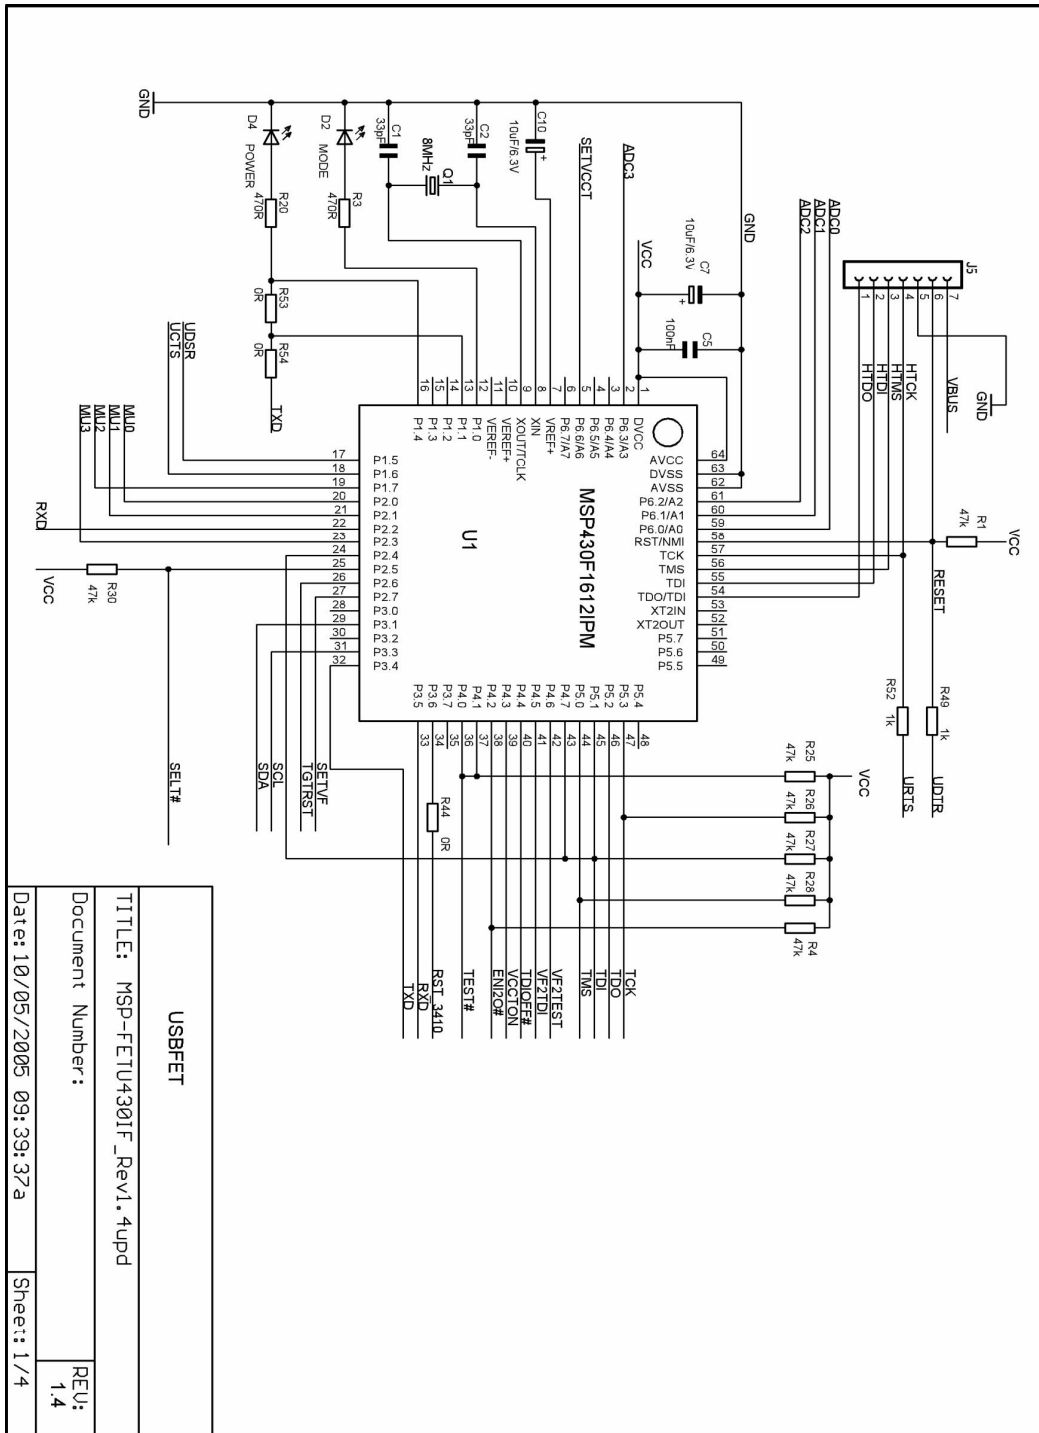 GND
D4
POWER
R20
470R
D2
MODE
R3
470R
C1
33pF
8MHz
Q1
C2
33pF
C10
10uF/6.3V
+
SETVCCT
ADC3
VCC
C7
10uF/6.3V
+
C5
100nF
GND
ADC2
ADC1
ADC0
J5
1
2
3
4
5
6
7
HTDO
HTDI
HTMS
HTCK
VBUS
GND
R53
0R
R54
0R
TXD
UDSR
UCTS
MU3
MU2
MU1
MU0
RXD
VCC
R30
47k
SELT#
16
15
14
13
12
11
10
9
8
7
6
5
4
3
2
1
P1.4
P1.3
P1.2
P1.1
P1.0
VEREF-
VEREF+
XOUT/TCLK
XIN
VREF+
P6.7/A7
P6.6/A6
P6.5/A5
P6.4/A4
P6.3/A3
DVCC
17 P1.5
18 P1.6
19 P1.7
20 P2.0
21 P2.1
22 P2.2
23 P2.3
24 P2.4
25 P2.5
26 P2.6
27 P2.7
28 P3.0
29 P3.1
30 P3.2
31 P3.3
32 P3.4
U1
MSP430F1612IPM
AVCC 64
DVSS 63
AVSS 62
P6.2/A2 61
P6.1/A1 60
P6.0/A0 59
RST/NMI 58
TCK 57
TMS 56
TDI 55
TDO/TDI 54
XT2IN 53
XT2OUT 52
P5.7 51
P5.6 50
P5.5 49
P3.5
P3.6
P3.7
P4.0
P4.1
P4.2
P4.3
P4.4
P4.5
P4.6
P4.7
P5.0
P5.1
P5.2
P5.3
P5.4
33
34
35
36
37
38
39
40
41
42
43
44
45
46
47
48
R1
47k
VCC
RESET
R52
1k
URTS
R49
1k
UDTR
SDA
SCL
TGTRST
SETVF
R44
0R
R25
47k
R26
47k
R27
47k
R28
47k
R4
47k
VCC
TXD
RXD
RST_3410
TEST#
ENI2O#
VCCTON
TDIOFF#
VF2TDI
VF2TEST
TMS
TDI
TDO
TCK
USBFET
TITLE: MSP-FETU430IF_Rev1.4upd
Document Number:
REV:
1.4
Date: 10/05/2005 09:39:37a
Sheet: 1/4